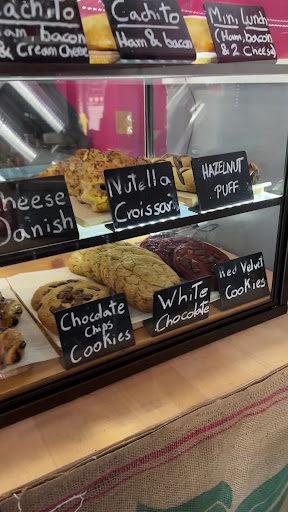 Cachito
Ham, bacon
& Cream Cheese
Cachito
Ham & bacon
Mini Lunch
(Ham, bacon
& 2 Cheese
Cheese
Danish
Nutella
Croissant
HAZELNUT
PUFF
Chocolate
Chips
Cookies
White
Chocolate
Red Velvet
Cookies